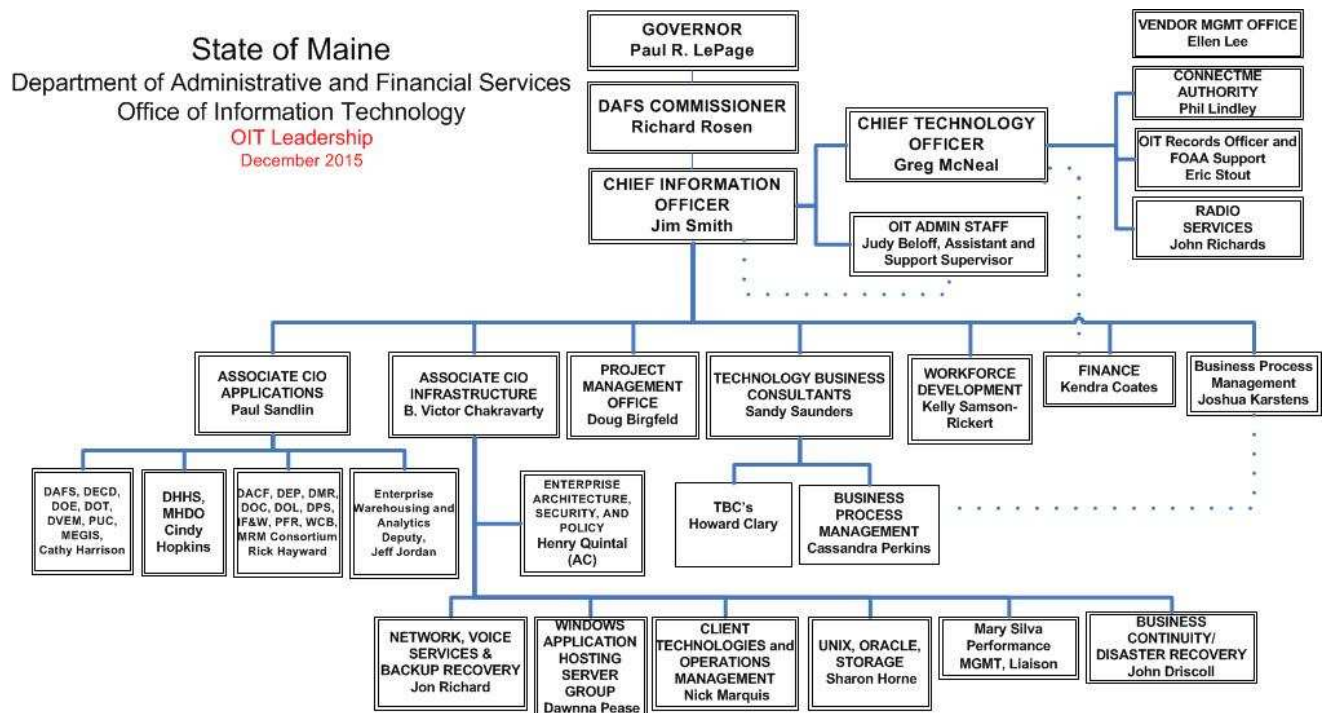 State of Maine
Department of Administrative and Financial Services
Office of Information Technology
OIT Leadership
December 2015
GOVERNOR
Paul R. LePage
DAFS COMMISSIONER
Richard Rosen
CHIEF INFORMATION
OFFICER
Jim Smith
CHIEF TECHNOLOGY
OFFICER
Greg McNeal
OIT ADMIN STAFF
Judy Beloff, Assistant and
Support Supervisor
VENDOR MGMT OFFICE
Ellen Lee
CONNECTME
AUTHORITY
Phil Lindley
OIT Records Officer and
FOAA Support
Eric Stout
RADIO
SERVICES
John Richards
ASSOCIATE CIO
APPLICATIONS
Paul Sandlin
ASSOCIATE CIO
INFRASTRUCTURE
B. Victor Chakravarty
PROJECT
MANAGEMENT
OFFICE
Doug Birgfeld
TECHNOLOGY BUSINESS
CONSULTANTS
Sandy Saunders
WORKFORCE
DEVELOPMENT
Kelly Samson-
Rickert
FINANCE
Kendra Coates
Business Process
Management
Joshua Karstens
DAFS, DECD,
DOE, DOT,
DVEM, PUC,
MEGIS,
Cathy Harrison
DHHS,
MHDO
Cindy
Hopkins
DACF, DEP, DMR,
DOC, DOL, DPS,
IF&W, PFR, WCB,
MRM Consortium
Rick Hayward
Enterprise
Warehousing and
Analytics
Deputy,
Jeff Jordan
ENTERPRISE
ARCHITECTURE,
SECURITY, AND
POLICY
Henry Quintal
(AC)
TBC's
Howard Clary
BUSINESS
PROCESS
MANAGEMENT
Cassandra Perkins
NETWORK, VOICE
SERVICES &
BACKUP RECOVERY
Jon Richard
WINDOWS
APPLICATION
HOSTING
SERVER
GROUP
Dawnna Pease
CLIENT
TECHNOLOGIES and
OPERATIONS
MANAGEMENT
Nick Marquis
UNIX, ORACLE,
STORAGE
Sharon Horne
Mary Silva
Performance
MGMT, Liaison
BUSINESS
CONTINUITY/
DISASTER RECOVERY
John Driscoll